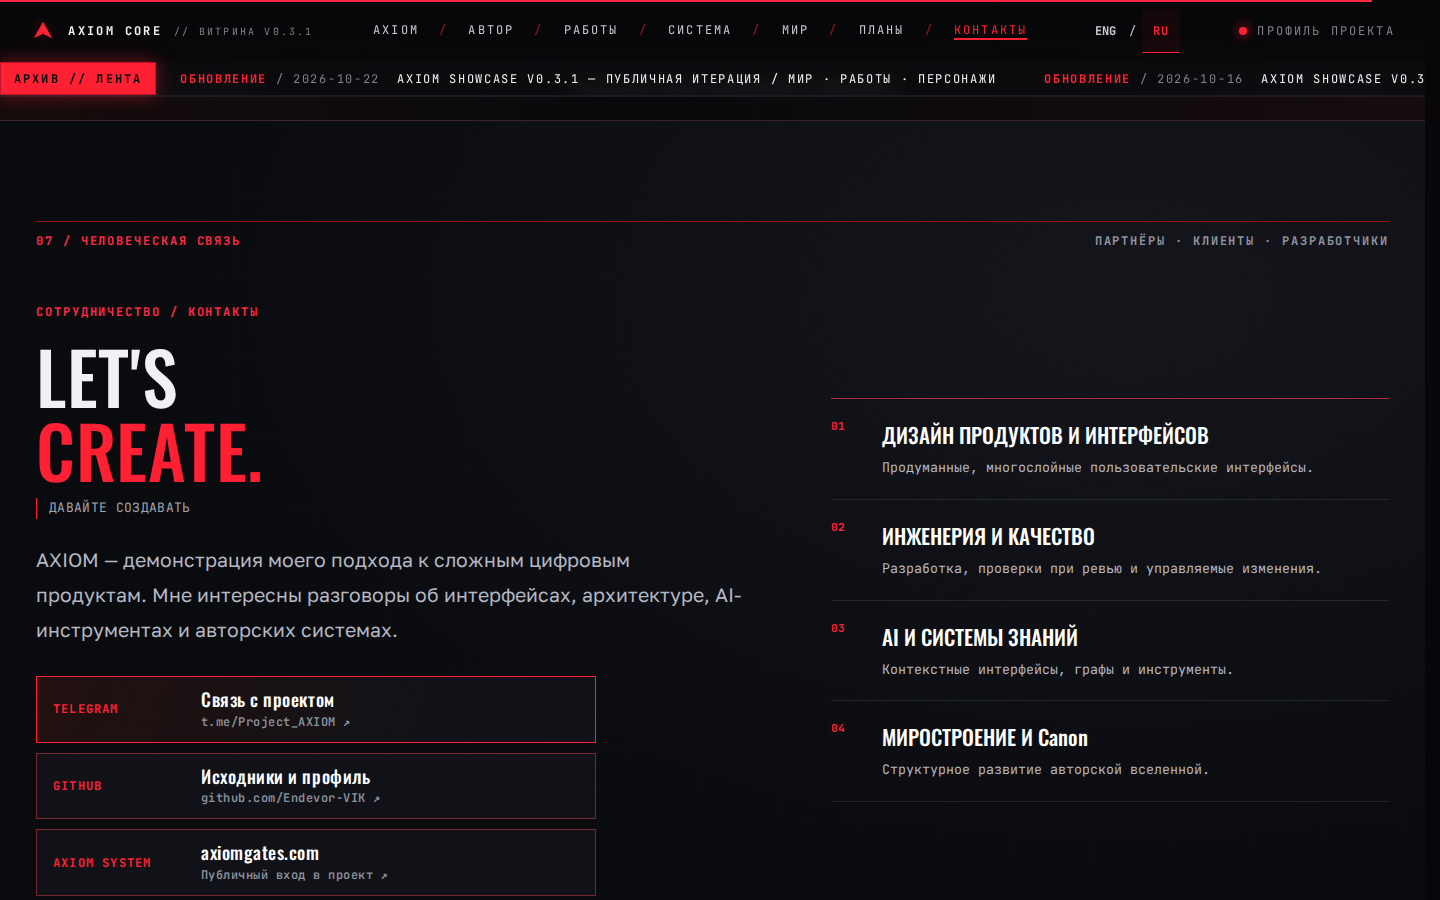 AXIOM CORE // ВИТРИНА V0.3.1
АХІОМ / АВТОР / РАБОТЫ / СИСТЕМА / МИР / ПЛАНЫ / КОНТАКТЫ
ENG / RU
ПРОФИЛЬ ПРОЕКТА
АРХИВ // ЛЕНТА
ОБНОВЛЕНИЕ / 2026-10-22 AXIOM SHOWCASE V0.3.1 — ПУБЛИЧНАЯ ИТЕРАЦИЯ / МИР · РАБОТЫ · ПЕРСОНАЖИ
ОБНОВЛЕНИЕ / 2026-10-16 AXIOM SHOWCASE V0.3
07 / ЧЕЛОВЕЧЕСКАЯ СВЯЗЬ
ПАРТНЁРЫ · КЛИЕНТЫ · РАЗРАБОТЧИКИ
СОТРУДНИЧЕСТВО / КОНТАКТЫ
LET'S
CREATE.
ДАВАЙТЕ СОЗДАВАТЬ
AXIOM — демонстрация моего подхода к сложным цифровым
продуктам. Мне интересны разговоры об интерфейсах, архитектуре, AI-
инструментах и авторских системах.
TELEGRAM
Связь с проектом
t.me/Project_AXIOM ↗
GITHUB
Исходники и профиль
github.com/Endevor-VIK ↗
AXIOM SYSTEM
axiomgates.com
Публичный вход в проект ↗
01
ДИЗАЙН ПРОДУКТОВ И ИНТЕРФЕЙСОВ
Продуманные, многослойные пользовательские интерфейсы.
02
ИНЖЕНЕРИЯ И КАЧЕСТВО
Разработка, проверки при ревью и управляемые изменения.
03
AI И СИСТЕМЫ ЗНАНИЙ
Контекстные интерфейсы, графы и инструменты.
04
МИРОСТРОЕНИЕ И Canon
Структурное развитие авторской вселенной.